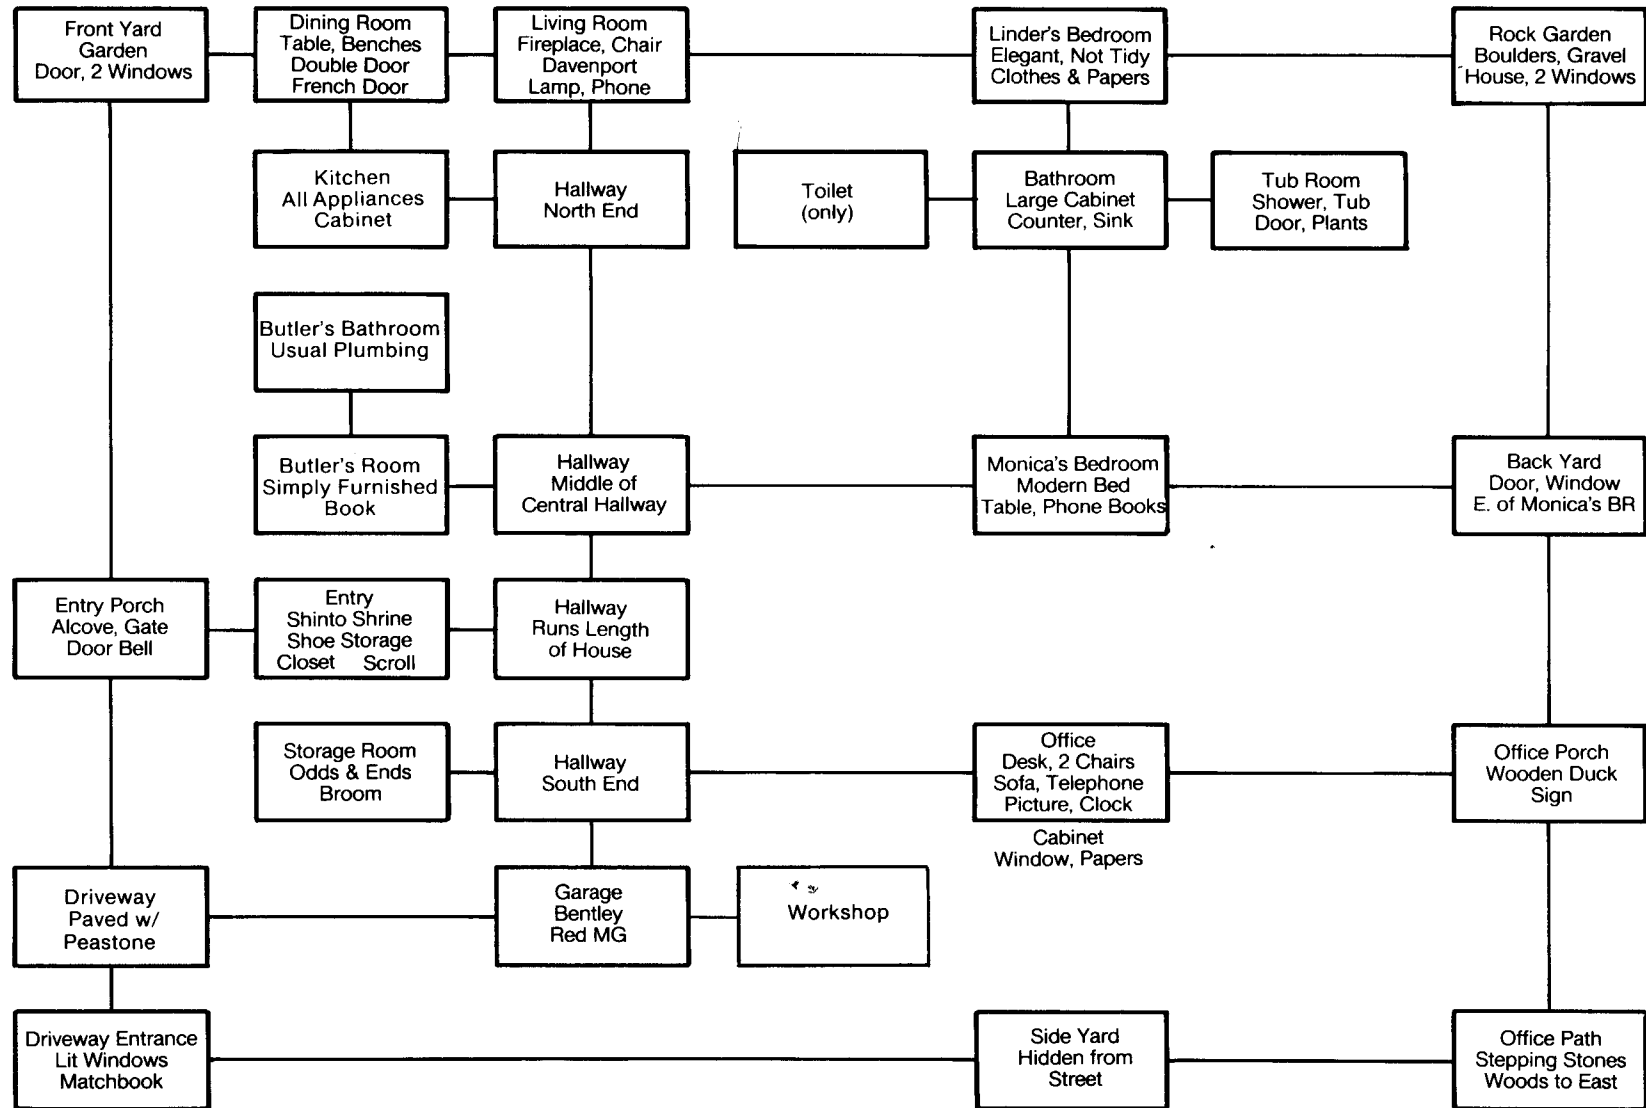 Front Yard
Garden
Door, 2 Windows
Dining Room
Table, Benches
Double Door
French Door
Living Room
Fireplace, Chair
Davenport
Lamp, Phone
Linder's Bedroom
Elegant, Not Tidy
Clothes & Papers
Rock Garden
Boulders, Gravel
House, 2 Windows
Kitchen
All Appliances
Cabinet
Hallway
North End
Toilet
(only)
Bathroom
Large Cabinet
Counter, Sink
Tub Room
Shower, Tub
Door, Plants
Butler's Bathroom
Usual Plumbing
Butler's Room
Simply Furnished
Book
Hallway
Middle of
Central Hallway
Monica's Bedroom
Modern Bed
Table, Phone Books
Back Yard
Door, Window
E. of Monica's BR
Entry Porch
Alcove, Gate
Door Bell
Entry
Shinto Shrine
Shoe Storage
Closet Scroll
Hallway
Runs Length
of House
Storage Room
Odds & Ends
Broom
Hallway
South End
Office
Desk, 2 Chairs
Sofa, Telephone
Picture, Clock
Cabinet
Window, Papers
Office Porch
Wooden Duck
Sign
Driveway
Paved w/
Peastone
Garage
Bentley
Red MG
Workshop
Driveway Entrance
Lit Windows
Matchbook
Side Yard
Hidden from
Street
Office Path
Stepping Stones
Woods to East